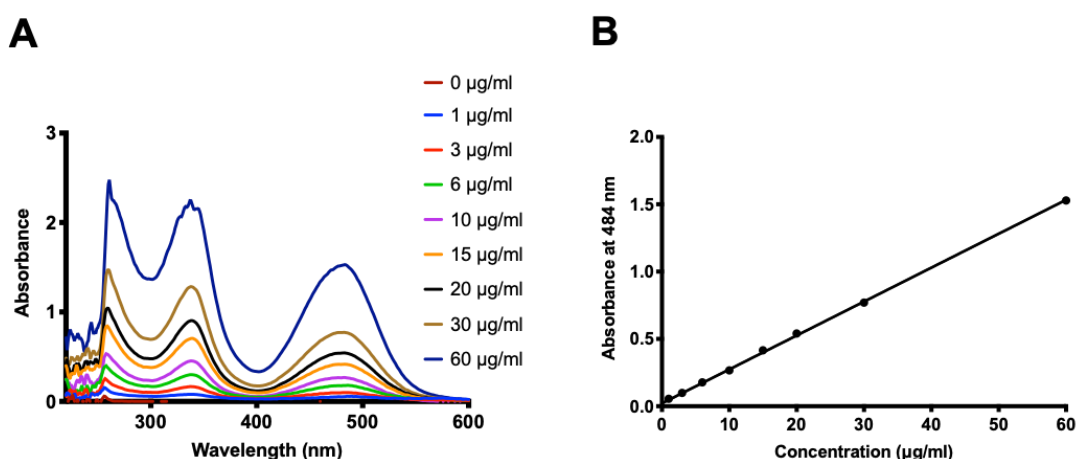 A
0 µg/ml
1 µg/ml
3 µg/ml
6 µg/ml
10 µg/ml
15 µg/ml
20 µg/ml
30 µg/ml
60 µg/ml
3
2
1
0
Absorbance
300
400
500
600
Wavelength (nm)
B
2.0
1.5
1.0
0.5
0.0
Absorbance at 484 nm
0
10
20
30
40
50
60
Concentration (µg/ml)